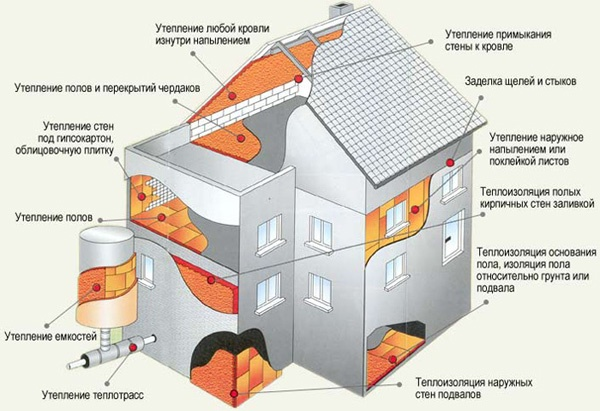 Утепление любой кровли
изнутри напылением
Утепление примыкания
стены к кровле
Утепление полов и перекрытий чердаков
Заделка щелей и стыков
Утепление стен
под гипсокартон,
облицовочную плитку
Утепление наружное
напылением или
поклейкой листов
Теплоизоляция полых
кирпичных стен заливкой
Утепление полов
Теплоизоляция основания
пола, изоляция пола
относительно грунта или
подвала
Утепление емкостей
Утепление теплотрасс
Теплоизоляция наружных
стен подвалов